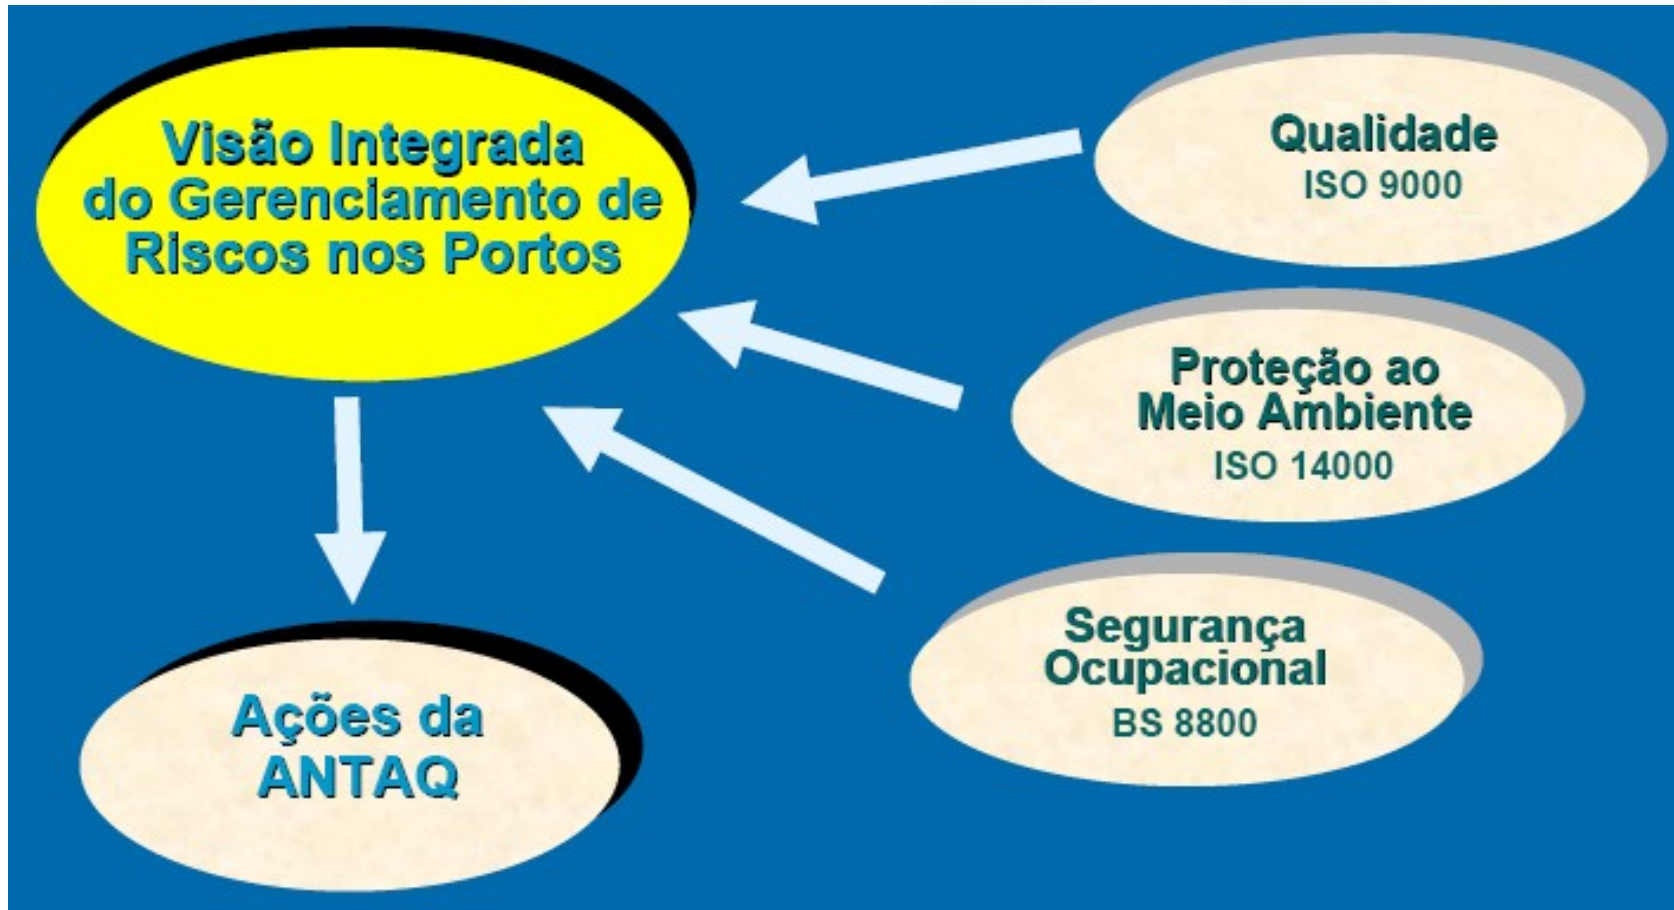 Visão Integrada
do Gerenciamento de
Riscos nos Portos
Qualidade
ISO 9000
Proteção ao
Meio Ambiente
ISO 14000
Segurança
Ocupacional
BS 8800
Ações da
ANTAQ